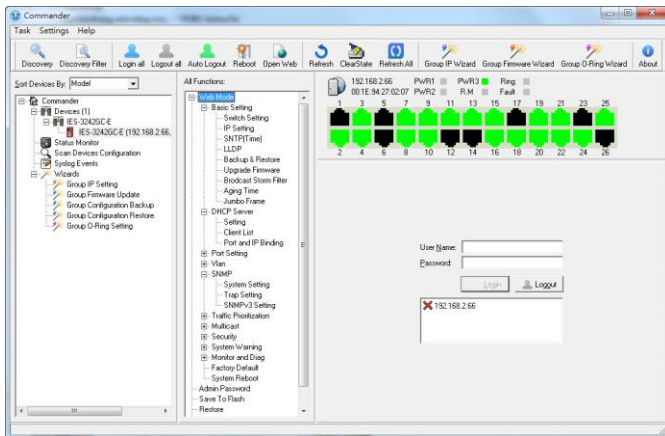 Commander
Task Settings Help
Discovery Discovery Filter Login all Logout all Auto Logout Reboot Open Web Refresh ClearState Refresh All Group IP Wizard Group Firmware Wizard Group O-Ring Wizard About
Sort Devices By: Model
Commander
Devices (1)
IES-3242GC-E
IES-3242GC-E (192.168.2.66,
Status Monitor
Scan Devices Configuration
Syslog Events
Wizards
Group IP Setting
Group Firmware Update
Group Configuration Backup
Group Configuration Restore
Group O-Ring Setting
All Functions:
Web Mode
Basic Setting
Switch Setting
IP Setting
SNTP(Time)
LLDP
Backup & Restore
Upgrade Firmware
Brodcast Storm Filter
Aging Time
Jumbo Frame
DHCP Server
Setting
Client List
Port and IP Binding
Port Setting
Vlan
SNMP
System Setting
Trap Setting
SNMPv3 Setting
Traffic Prioritization
Multicast
Security
System Warning
Monitor and Diag
Factory Default
System Reboot
Admin Password
Save To Flash
Restore
192.168.2.66 PWR1 PWR3 Ring
00:1E:94:27:02:07 PWR2 R.M Fault
1 3 5 7 9 11 13 15 17 19 21 23 25
2 4 6 8 10 12 14 16 18 20 22 24 26
User Name:
Password:
Login Loggut
192.168.2.66